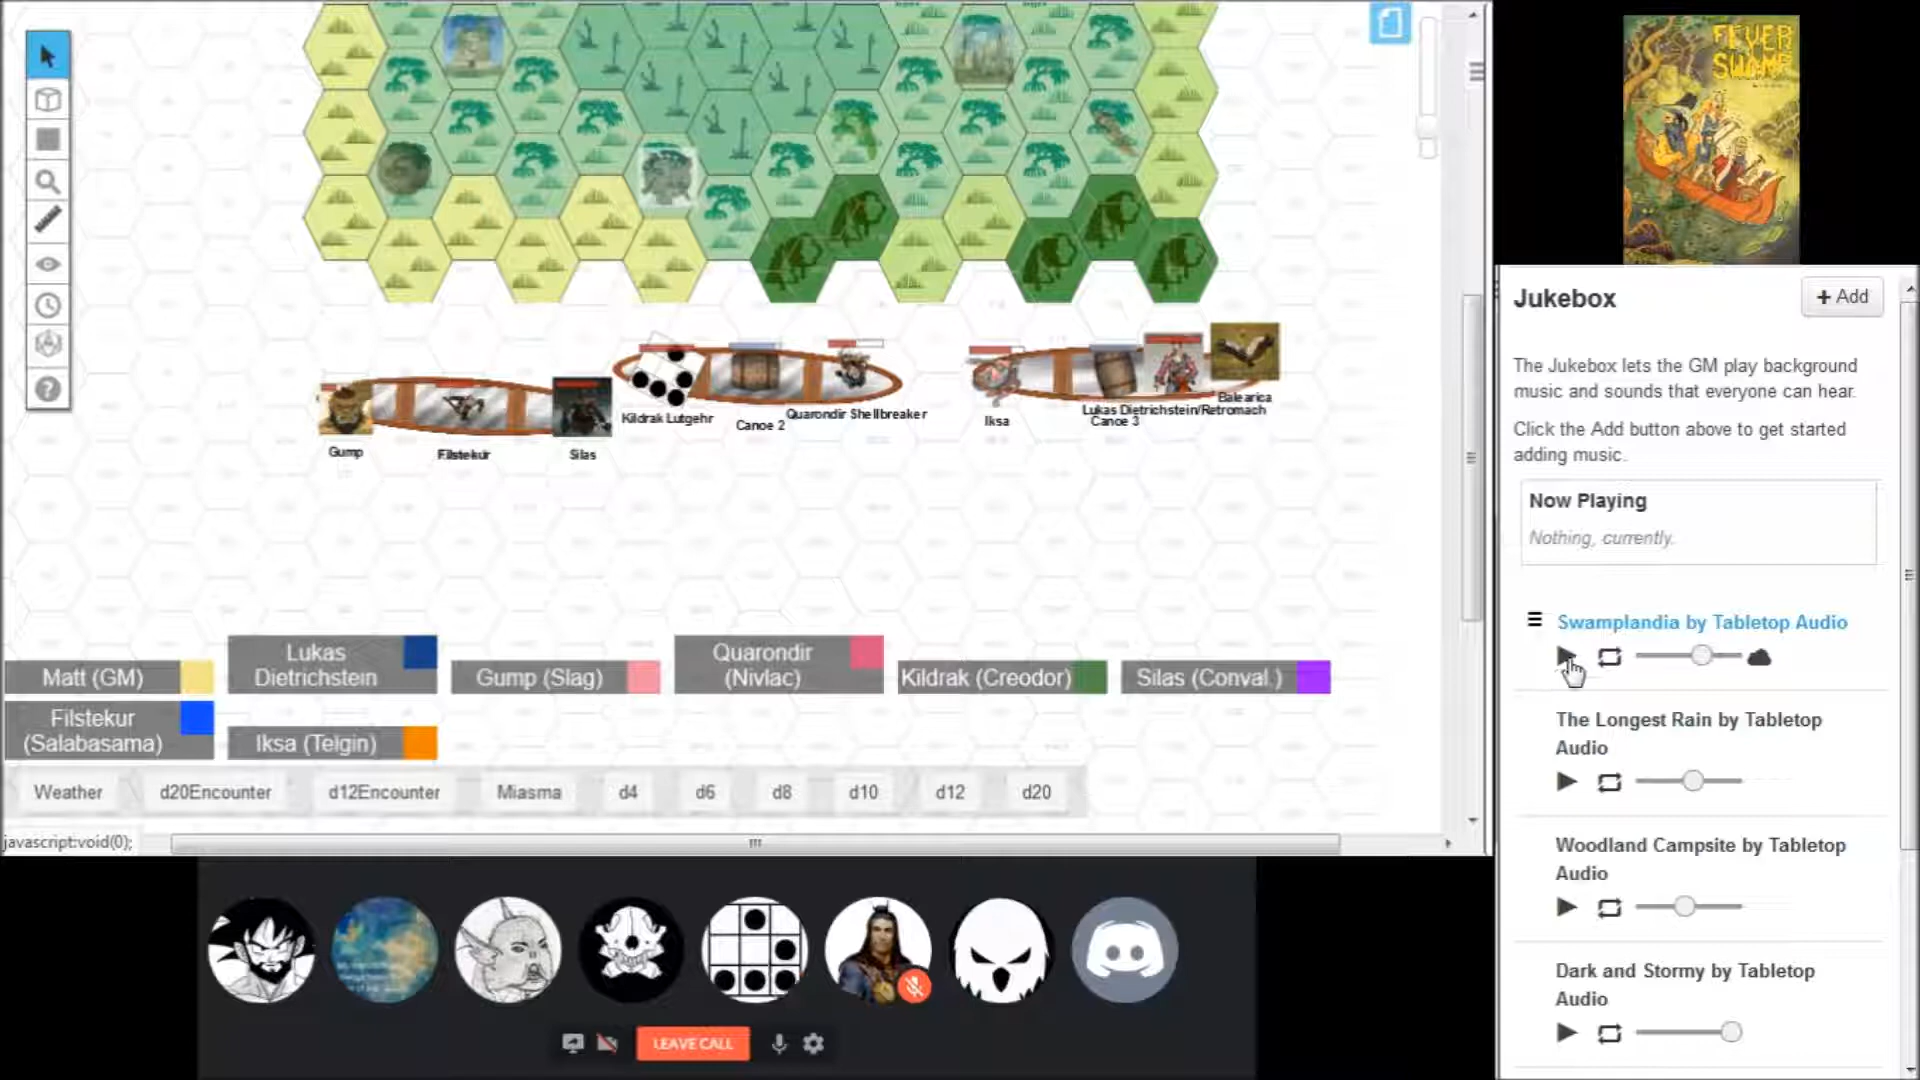 FEVER
SWAMP
Jukebox
+ Add
The Jukebox lets the GM play background
music and sounds that everyone can hear.
Click the Add button above to get started
adding music.
Now Playing
Nothing, currently.
Swamplandia by Tabletop Audio
The Longest Rain by Tabletop
Audio
Woodland Campsite by Tabletop
Audio
Dark and Stormy by Tabletop
Audio
Gump
Filstekur
Silas
Kildrak Lutgehr
Canoe 2
Quarondir Shellbreaker
Iksa
Lukas Dietrichstein/Retromach
Canoe 3
Balearica
Matt (GM)
Lukas
Dietrichstein
Gump (Slag)
Quarondir
(Nivlac)
Kildrak (Creodor)
Silas (Conval.)
Filstekur
(Salabasama)
Iksa (Telgin)
Weather
d20Encounter
d12Encounter
Miasma
d4
d6
d8
d10
d12
d20
javascript:void(0);
LEAVE CALL